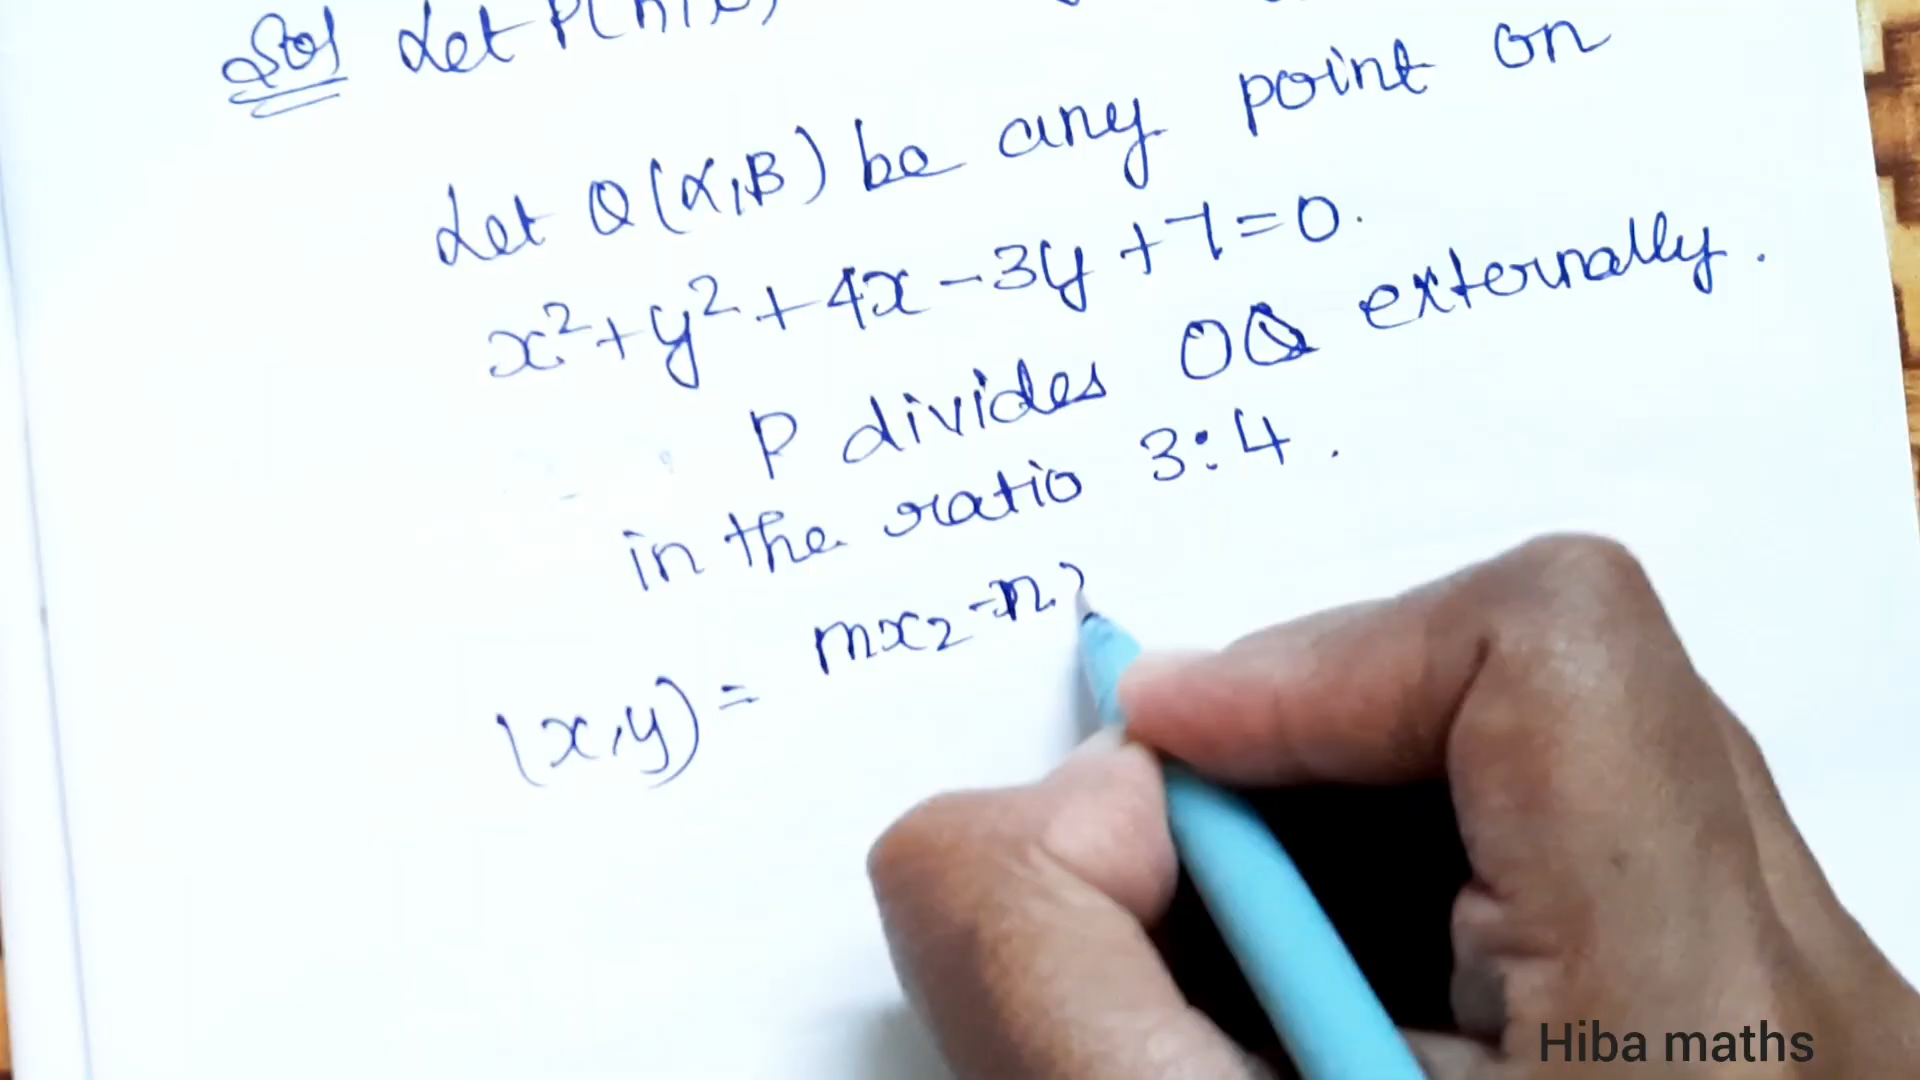 Sol Let P(h,
Let Q(α,β) be any point on
x²+y²+4x-3y+7=0.
P divides OQ externally.
in the ratio 3:4.
(x,y) = mx₂-n
Hiba maths